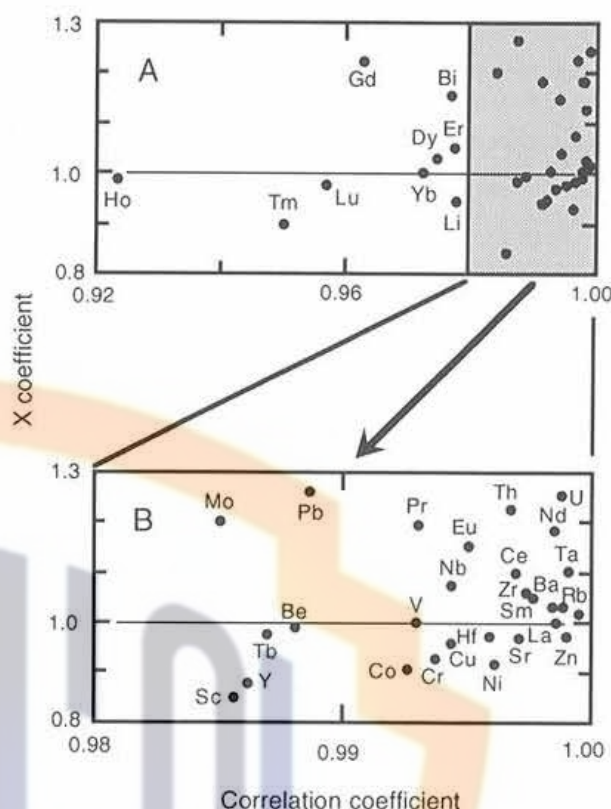 1.3
A
Gd
Bi
Dy Er
1.0
Ho
Tm
Lu
Yb
Li
0.8
0.92
0.96
1.00
X coefficient
1.3
B
Mo
Pb
Pr
Th
U
Eu
Nd
Nb
Ce
Ta
Zr
Ba
Rb
Sm
1.0
Be
V
Tb
Hf
La
Co
Cr
Cu
Sr
Zn
Ni
Sc
Y
0.8
0.98
0.99
1.00
Correlation coefficient